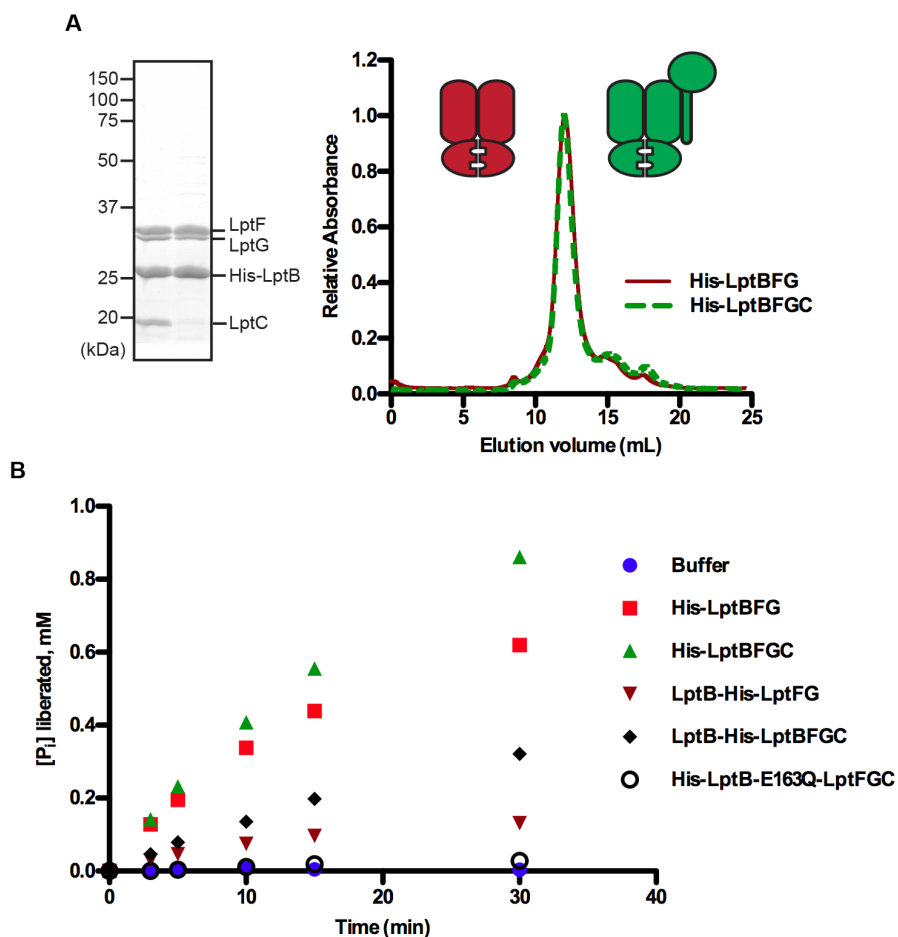 A
150
100
75
50
37
25
20
(kDa)
LptF
LptG
His-LptB
LptC
Relative Absorbance
1.2
1.0
0.8
0.6
0.4
0.2
0.0
0 5 10 15 20 25
Elution volume (mL)
His-LptBFG
His-LptBFGC
B
[Pi] liberated, mM
1.0
0.8
0.6
0.4
0.2
0.0
0 10 20 30 40
Time (min)
Buffer
His-LptBFG
His-LptBFGC
LptB-His-LptFG
LptB-His-LptBFGC
His-LptB-E163Q-LptFGC